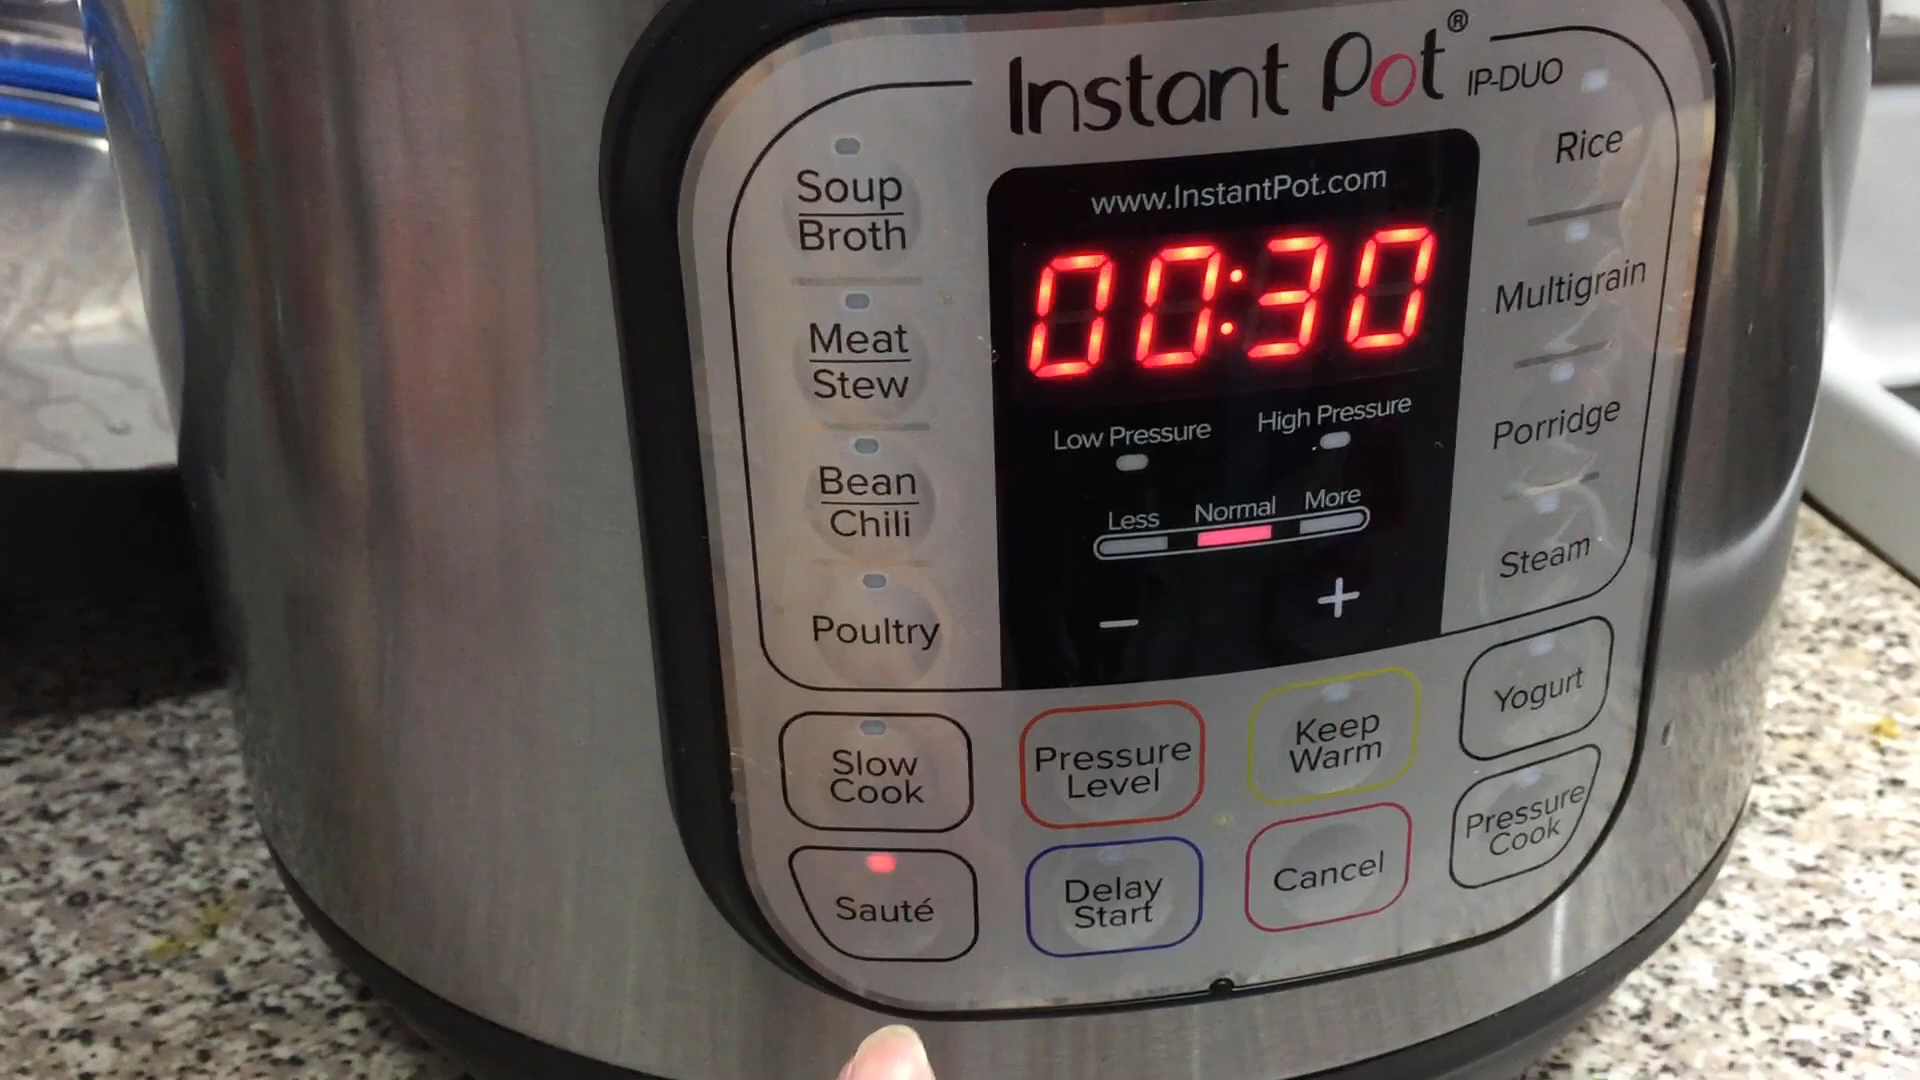 Instant Pot® IP-DUO
www.InstantPot.com
00:30
Low Pressure High Pressure
Less Normal More
− +
Soup
Broth
Meat
Stew
Bean
Chili
Poultry
Rice
Multigrain
Porridge
Steam
Slow
Cook
Pressure
Level
Keep
Warm
Yogurt
Sauté
Delay
Start
Cancel
Pressure
Cook